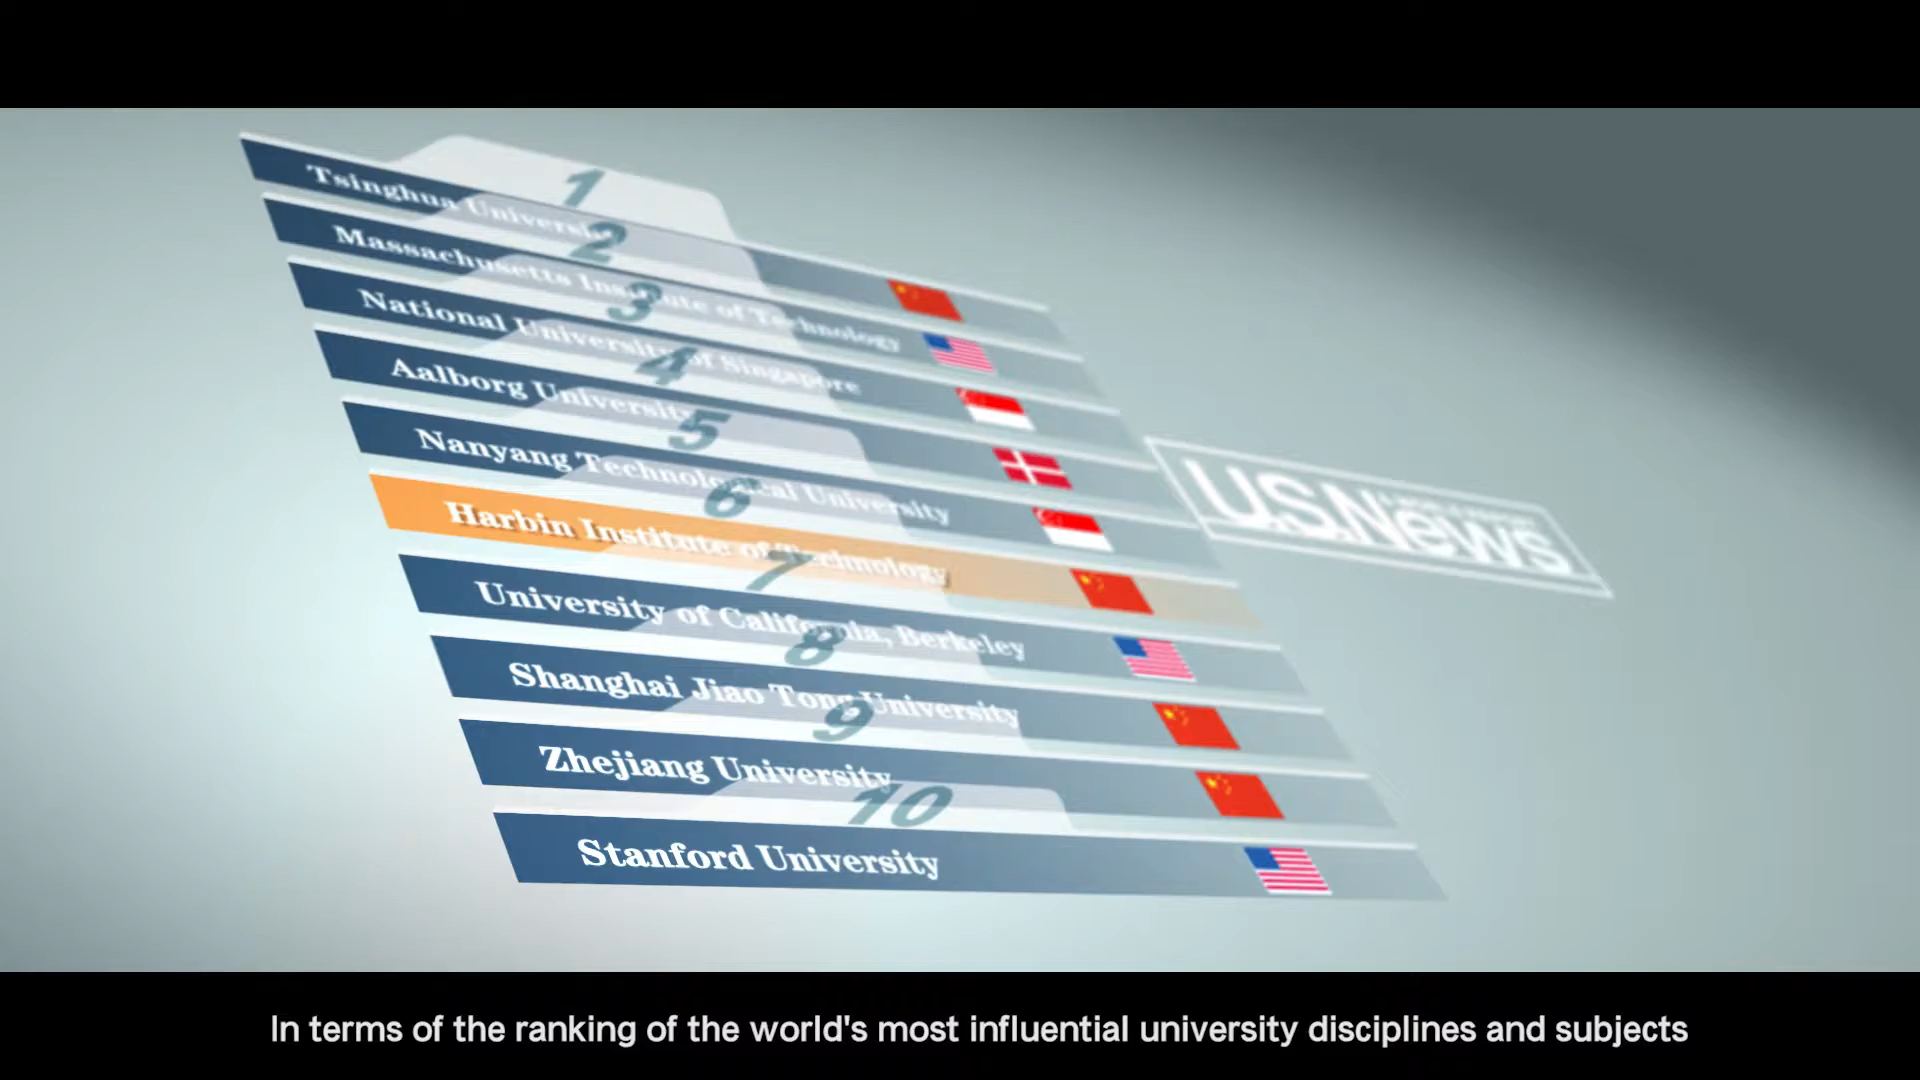 1
Tsinghua University
2
Massachusetts Institute of Technology
3
National University of Singapore
4
Aalborg University
5
Nanyang Technological University
6
Harbin Institute of Technology
7
University of California, Berkeley
8
Shanghai Jiao Tong University
9
Zhejiang University
10
Stanford University
U.S.News
In terms of the ranking of the world's most influential university disciplines and subjects